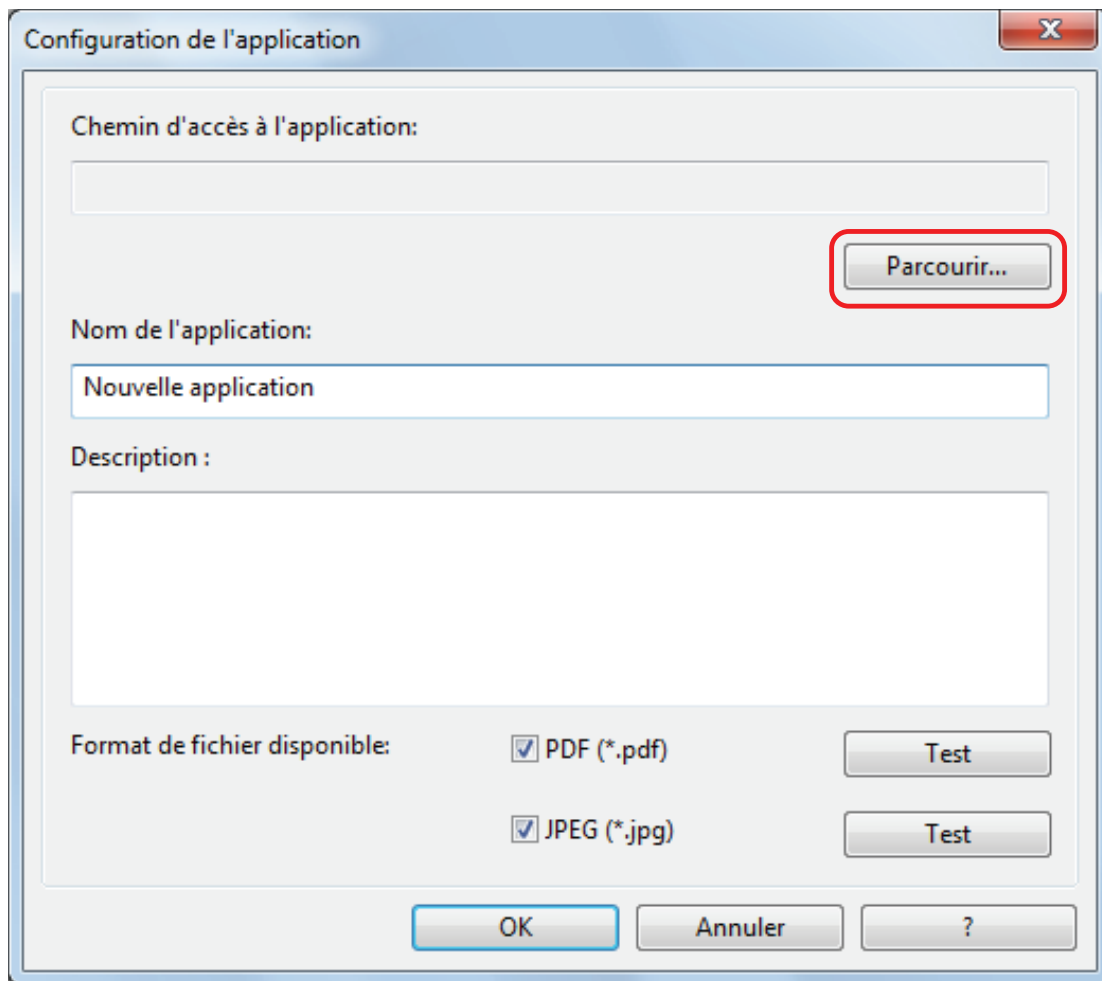 Configuration de l'application
x
Chemin d'accès à l'application:
Parcourir...
Nom de l'application:
Nouvelle application
Description :
Format de fichier disponible:
PDF (*.pdf)
Test
JPEG (*.jpg)
Test
OK
Annuler
?